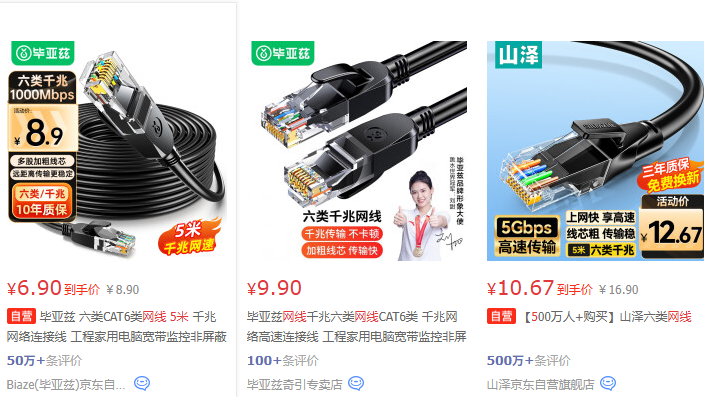 毕亚兹
六类千兆
1000Mbps
活动价:
¥8.9
多股加粗线芯
远距离传输更稳定
六类/千兆
10年质保
5米
千兆网速
¥6.90 到手价 ¥8.90
自营 毕亚兹 六类CAT6类网线 5米 千兆
网络连接线 工程家用电脑宽带监控非屏蔽
50万+条评价
Biaze(毕亚兹)京东自...
毕亚兹
毕亚兹品牌形象大使
六类千兆网线
千兆传输 不卡顿
加粗线芯 传输快
¥9.90
毕亚兹网线千兆六类网线CAT6类 千兆网
络高速连接线 工程家用电脑宽带监控非屏
100+条评价
毕亚兹奇引专卖店
山泽
三年质保
免费换新
5Gbps
高速传输
上网快 享高速
线芯粗 传输稳
5米 六类千兆
活动价
¥12.67
¥10.67 到手价 ¥16.90
自营 【500万人+购买】山泽六类网线
500万+条评价
山泽京东自营旗舰店